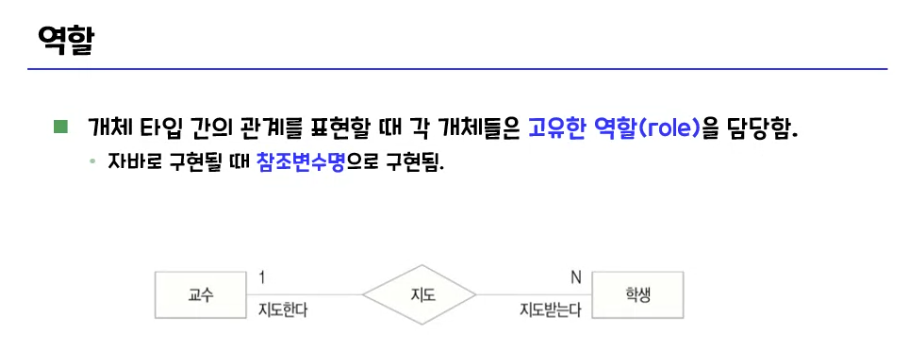 역할
개체 타입 간의 관계를 표현할 때 각 개체들은 고유한 역할(role)을 담당함.
자바로 구현될 때 참조변수명으로 구현됨.
1
N
교수
지도
학생
지도한다
지도받는다